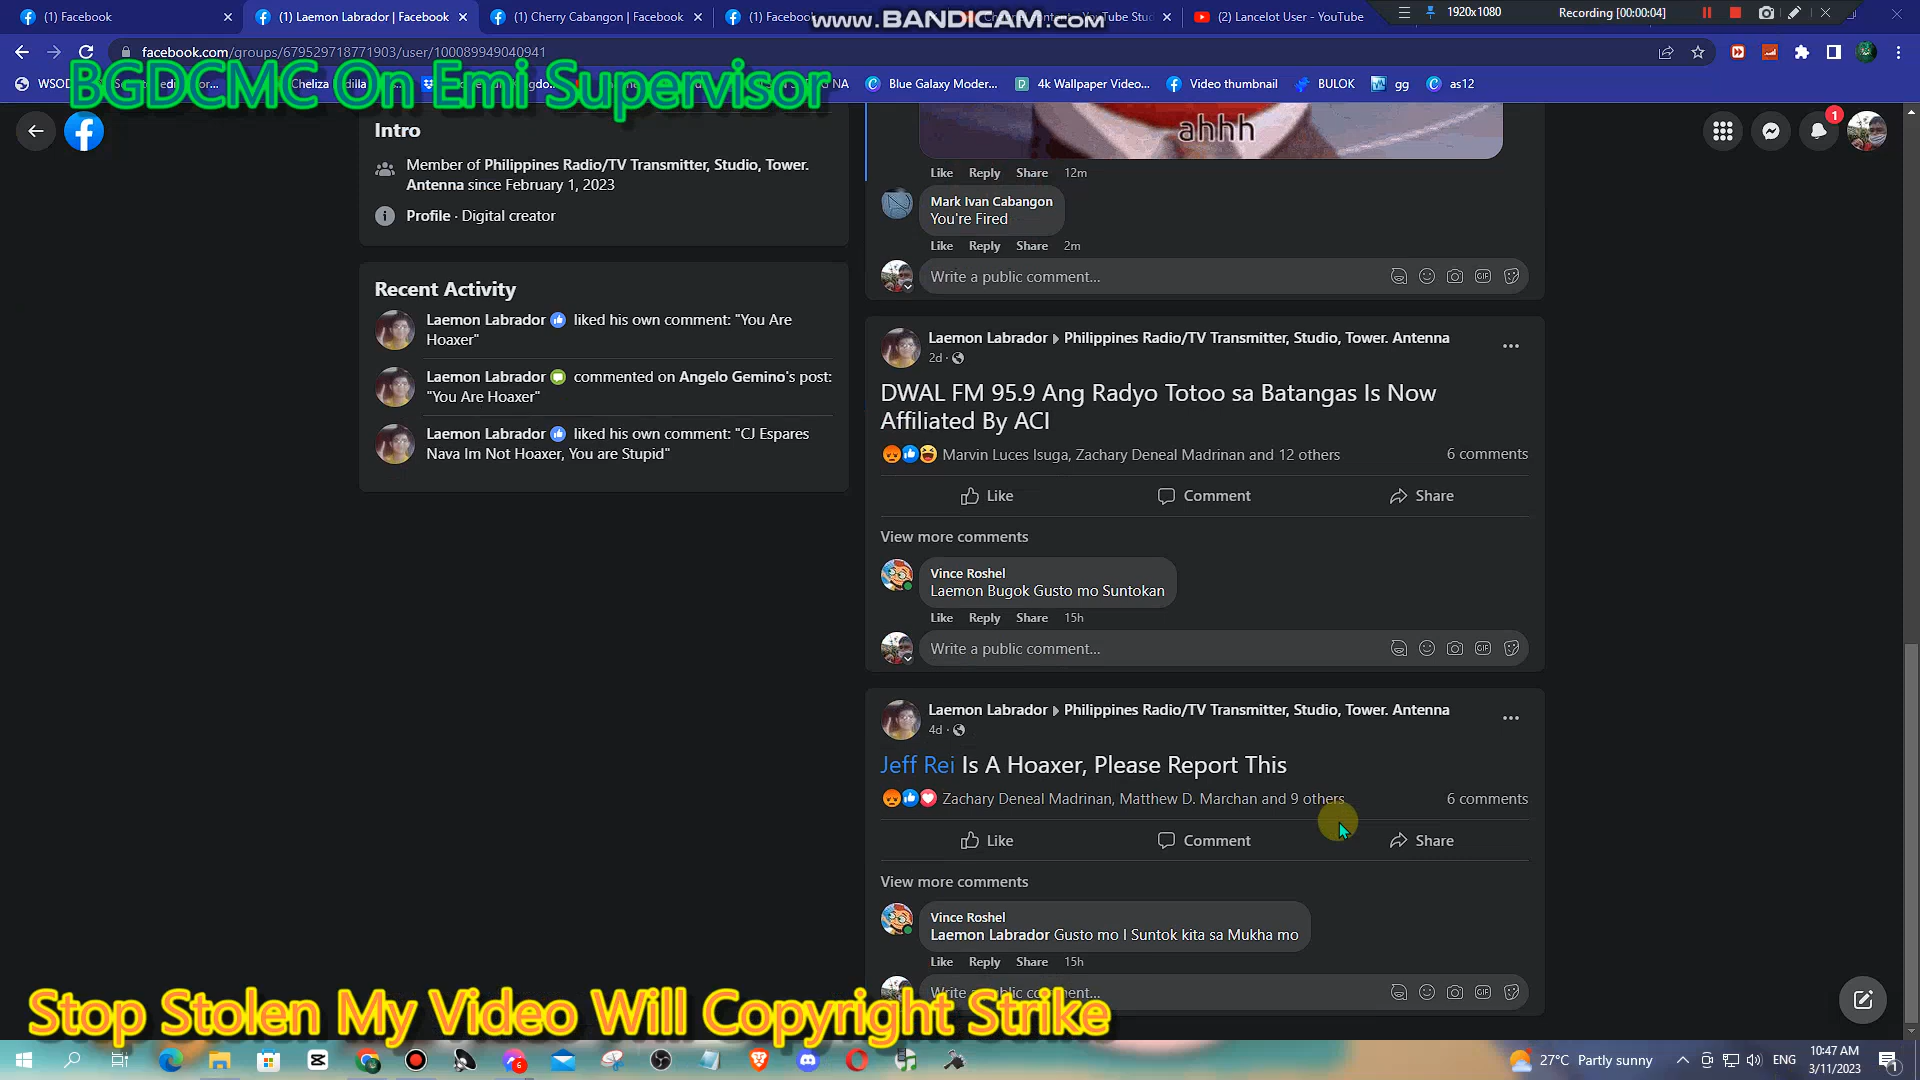 (1) Facebook
(1) Laemon Labrador | Facebook
(1) Cherry Cabangon | Facebook
(1) Facebook
www.BANDICAM.com
YouTube Stud
(2) Lancelot User - YouTube
1920x1080
Recording [00:00:04]
facebook.com/groups/679529718771903/user/100089949040941
BGDCMC On Emi Supervisor
Blue Galaxy Moder...
4k Wallpaper Video...
Video thumbnail
BULOK
gg
as12
Intro
Member of Philippines Radio/TV Transmitter, Studio, Tower.
Antenna since February 1, 2023
Profile · Digital creator
Recent Activity
Laemon Labrador liked his own comment: "You Are
Hoaxer"
Laemon Labrador commented on Angelo Gemino's post:
"You Are Hoaxer"
Laemon Labrador liked his own comment: "CJ Espares
Nava Im Not Hoaxer, You are Stupid"
ahhh
Like Reply Share 12m
Mark Ivan Cabangon
You're Fired
Like Reply Share 2m
Write a public comment...
GIF
1
Laemon Labrador Philippines Radio/TV Transmitter, Studio, Tower. Antenna
2d ·
DWAL FM 95.9 Ang Radyo Totoo sa Batangas Is Now
Affiliated By ACI
Marvin Luces Isuga, Zachary Deneal Madrinan and 12 others 6 comments
Like Comment Share
View more comments
Vince Roshel
Laemon Bugok Gusto mo Suntokan
Like Reply Share 15h
Write a public comment...
GIF
Laemon Labrador Philippines Radio/TV Transmitter, Studio, Tower. Antenna
4d ·
Jeff Rei Is A Hoaxer, Please Report This
Zachary Deneal Madrinan, Matthew D. Marchan and 9 others 6 comments
Like Comment Share
View more comments
Vince Roshel
Laemon Labrador Gusto mo I Suntok kita sa Mukha mo
Like Reply Share 15h
Write a public comment...
GIF
Stop Stolen My Video Will Copyright Strike
27°C Partly sunny
ENG
10:47 AM
3/11/2023